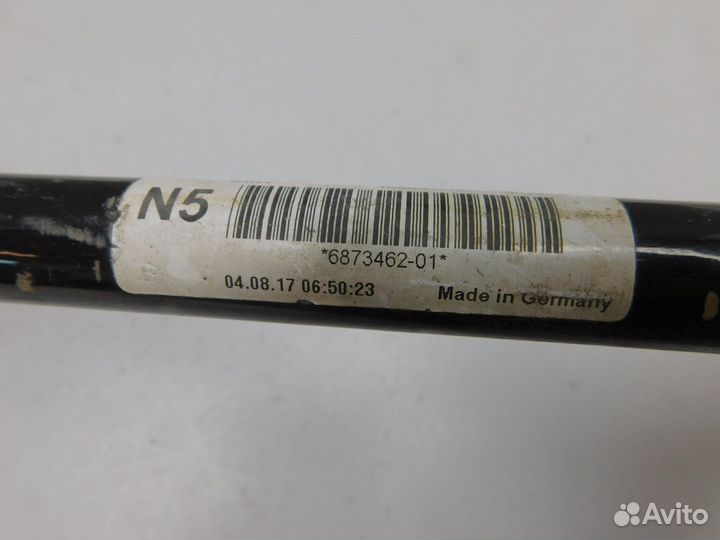 N5
*6873462-01*
04.08.17 06:50:23 Made in Germany
Avito